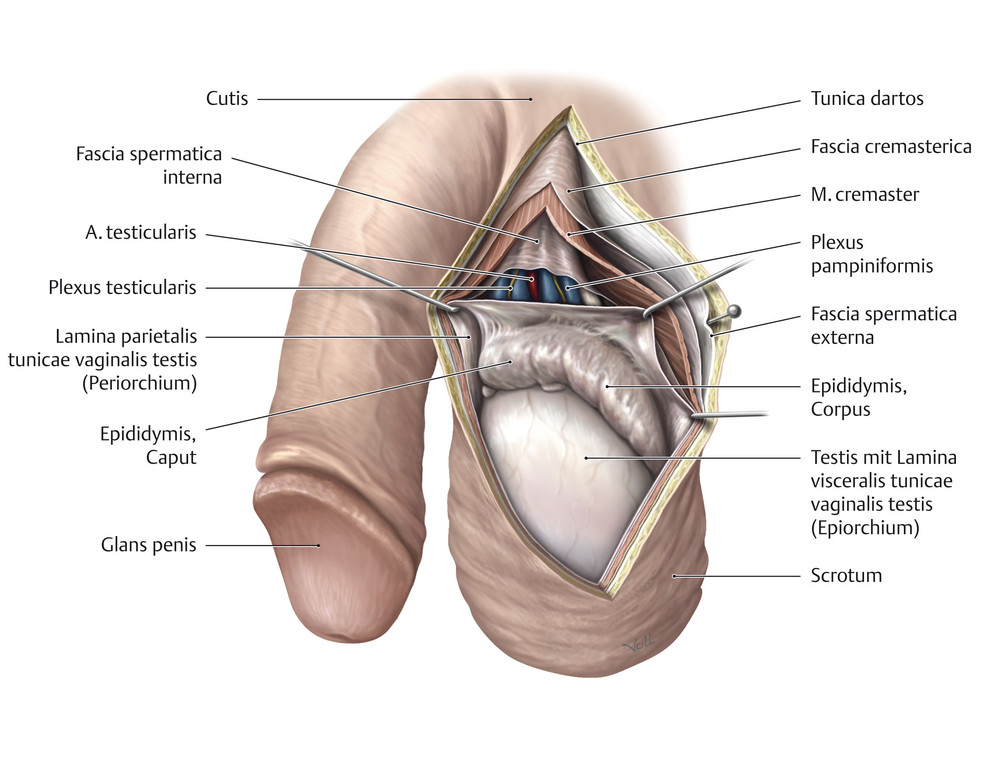 Cutis
Fascia spermatica
interna
A. testicularis
Plexus testicularis
Lamina parietalis
tunicae vaginalis testis
(Periorchium)
Epididymis,
Caput
Glans penis
Tunica dartos
Fascia cremasterica
M. cremaster
Plexus
pampiniformis
Fascia spermatica
externa
Epididymis,
Corpus
Testis mit Lamina
visceralis tunicae
vaginalis testis
(Epiorchium)
Scrotum